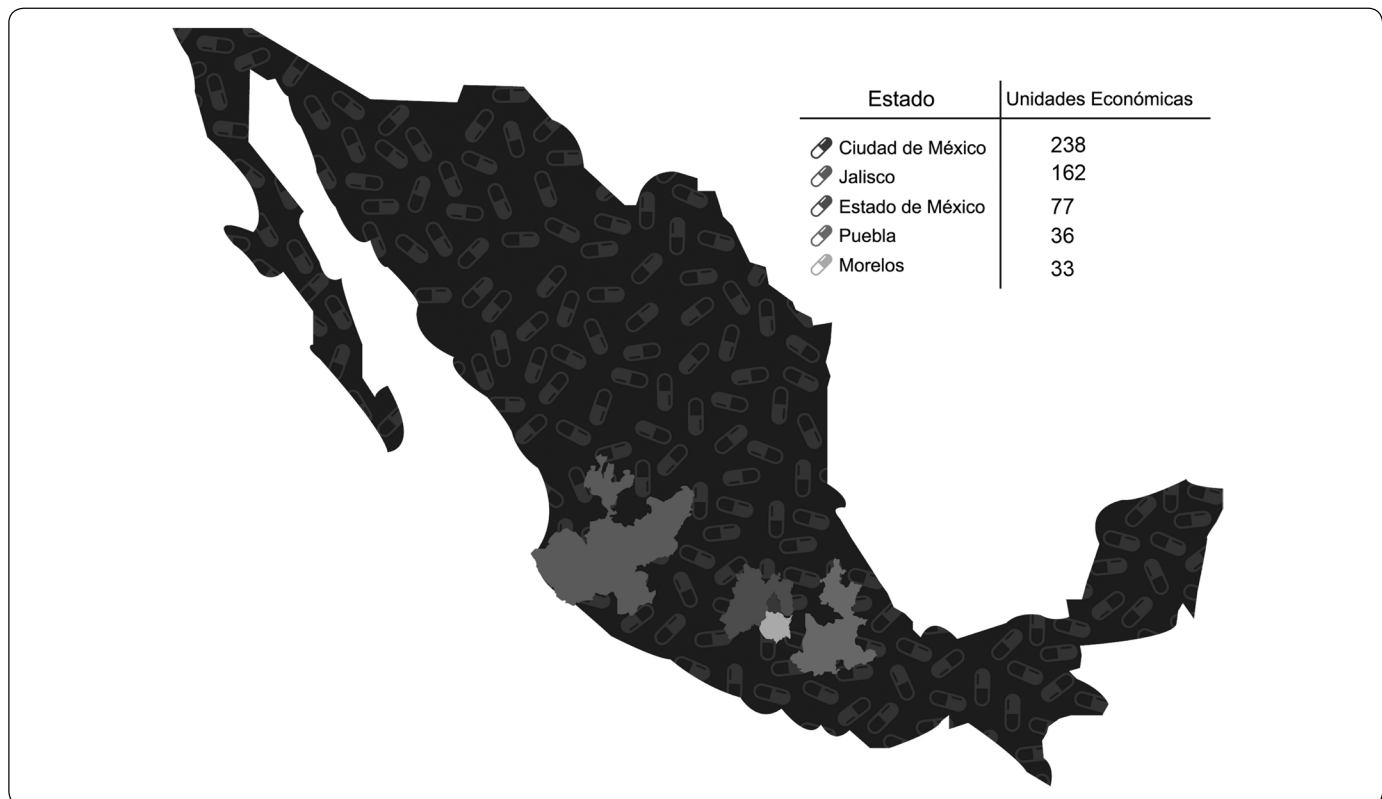 Estado Unidades Económicas
Ciudad de México 238
Jalisco 162
Estado de México 77
Puebla 36
Morelos 33